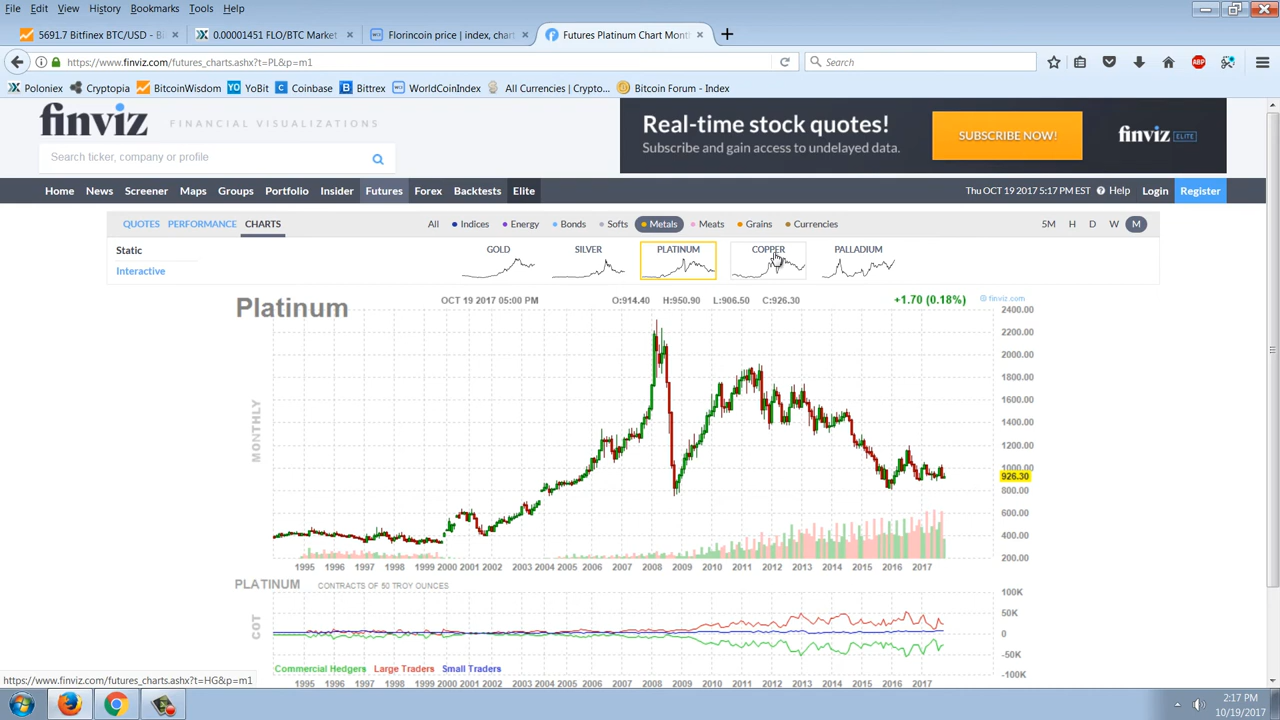 File Edit View History Bookmarks Tools Help
5691.7 Bitfinex BTC/USD - Bi
0.00001451 FLO/BTC Market
Florincoin price | index, chart
Futures Platinum Chart Mont
https://www.finviz.com/futures_charts.ashx?t=PL&p=m1
Search
ABP
Poloniex Cryptopia BitcoinWisdom YoBit Coinbase Bittrex WorldCoinIndex All Currencies | Crypto... Bitcoin Forum - Index
finviz FINANCIAL VISUALIZATIONS
Real-time stock quotes!
Subscribe and gain access to undelayed data.
SUBSCRIBE NOW!
finviz ELITE
Search ticker, company or profile
Home News Screener Maps Groups Portfolio Insider Futures Forex Backtests Elite
Thu OCT 19 2017 5:17 PM EST Help Login Register
QUOTES PERFORMANCE CHARTS
All Indices Energy Bonds Softs Metals Meats Grains Currencies
5M H D W M
Static
Interactive
GOLD SILVER PLATINUM COPPER PALLADIUM
Platinum
OCT 19 2017 05:00 PM O:914.40 H:950.90 L:906.50 C:926.30 +1.70 (0.18%) © finviz.com
2400.00
2200.00
2000.00
1800.00
1600.00
1400.00
1200.00
1000.00
926.30
800.00
600.00
400.00
200.00
MONTHLY
1995 1996 1997 1998 1999 2000 2001 2002 2003 2004 2005 2006 2007 2008 2009 2010 2011 2012 2013 2014 2015 2016 2017
PLATINUM CONTRACTS OF 50 TROY OUNCES
COT
100K
50K
0
-50K
-100K
Commercial Hedgers Large Traders Small Traders
1995 1996 1997 1998 1999 2000 2001 2002 2003 2004 2005 2006 2007 2008 2009 2010 2011 2012 2013 2014 2015 2016 2017
https://www.finviz.com/futures_charts.ashx?t=HG&p=m1
2:17 PM
10/19/2017